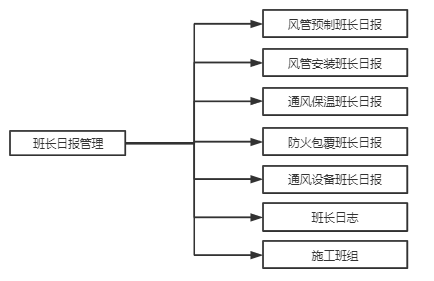 风管预制班长日报
风管安装班长日报
通风保温班长日报
班长日报管理
防火包覆班长日报
通风设备班长日报
班长日志
施工班组